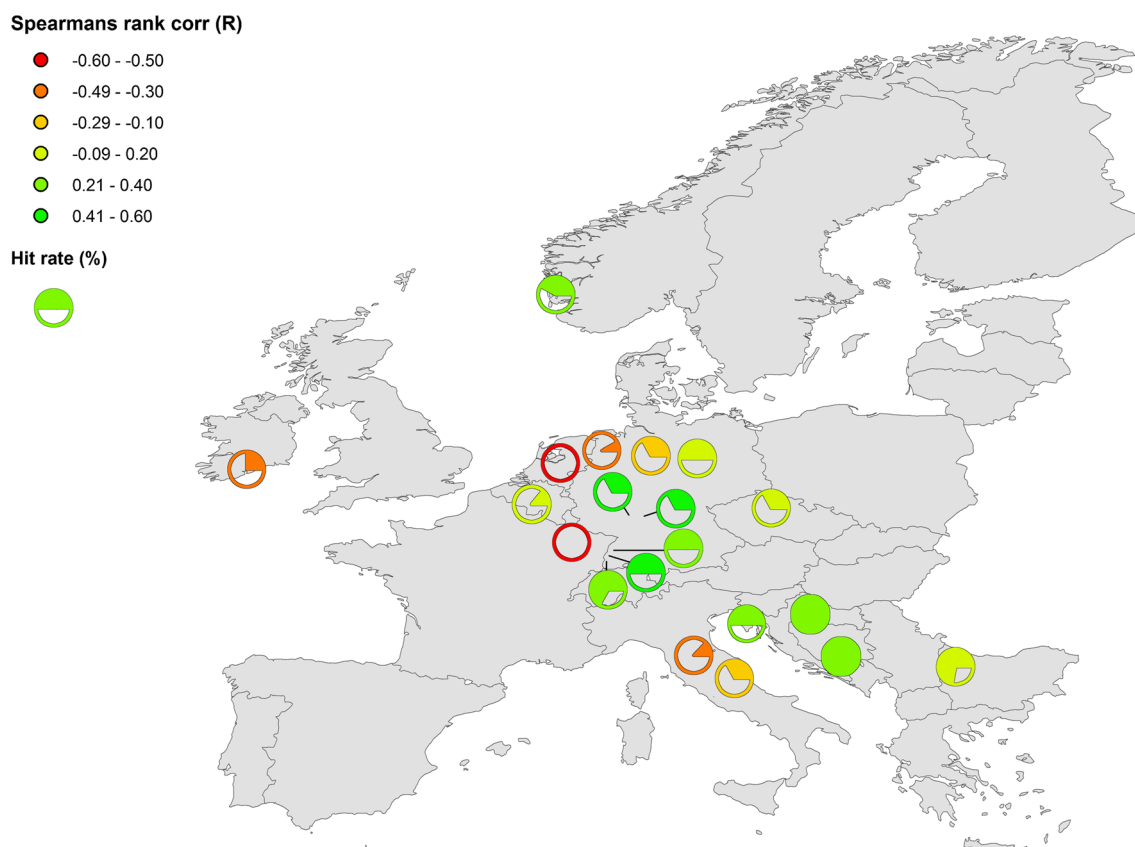 Spearmans rank corr (R)
-0.60 - -0.50
-0.49 - -0.30
-0.29 - -0.10
-0.09 - 0.20
0.21 - 0.40
0.41 - 0.60
Hit rate (%)